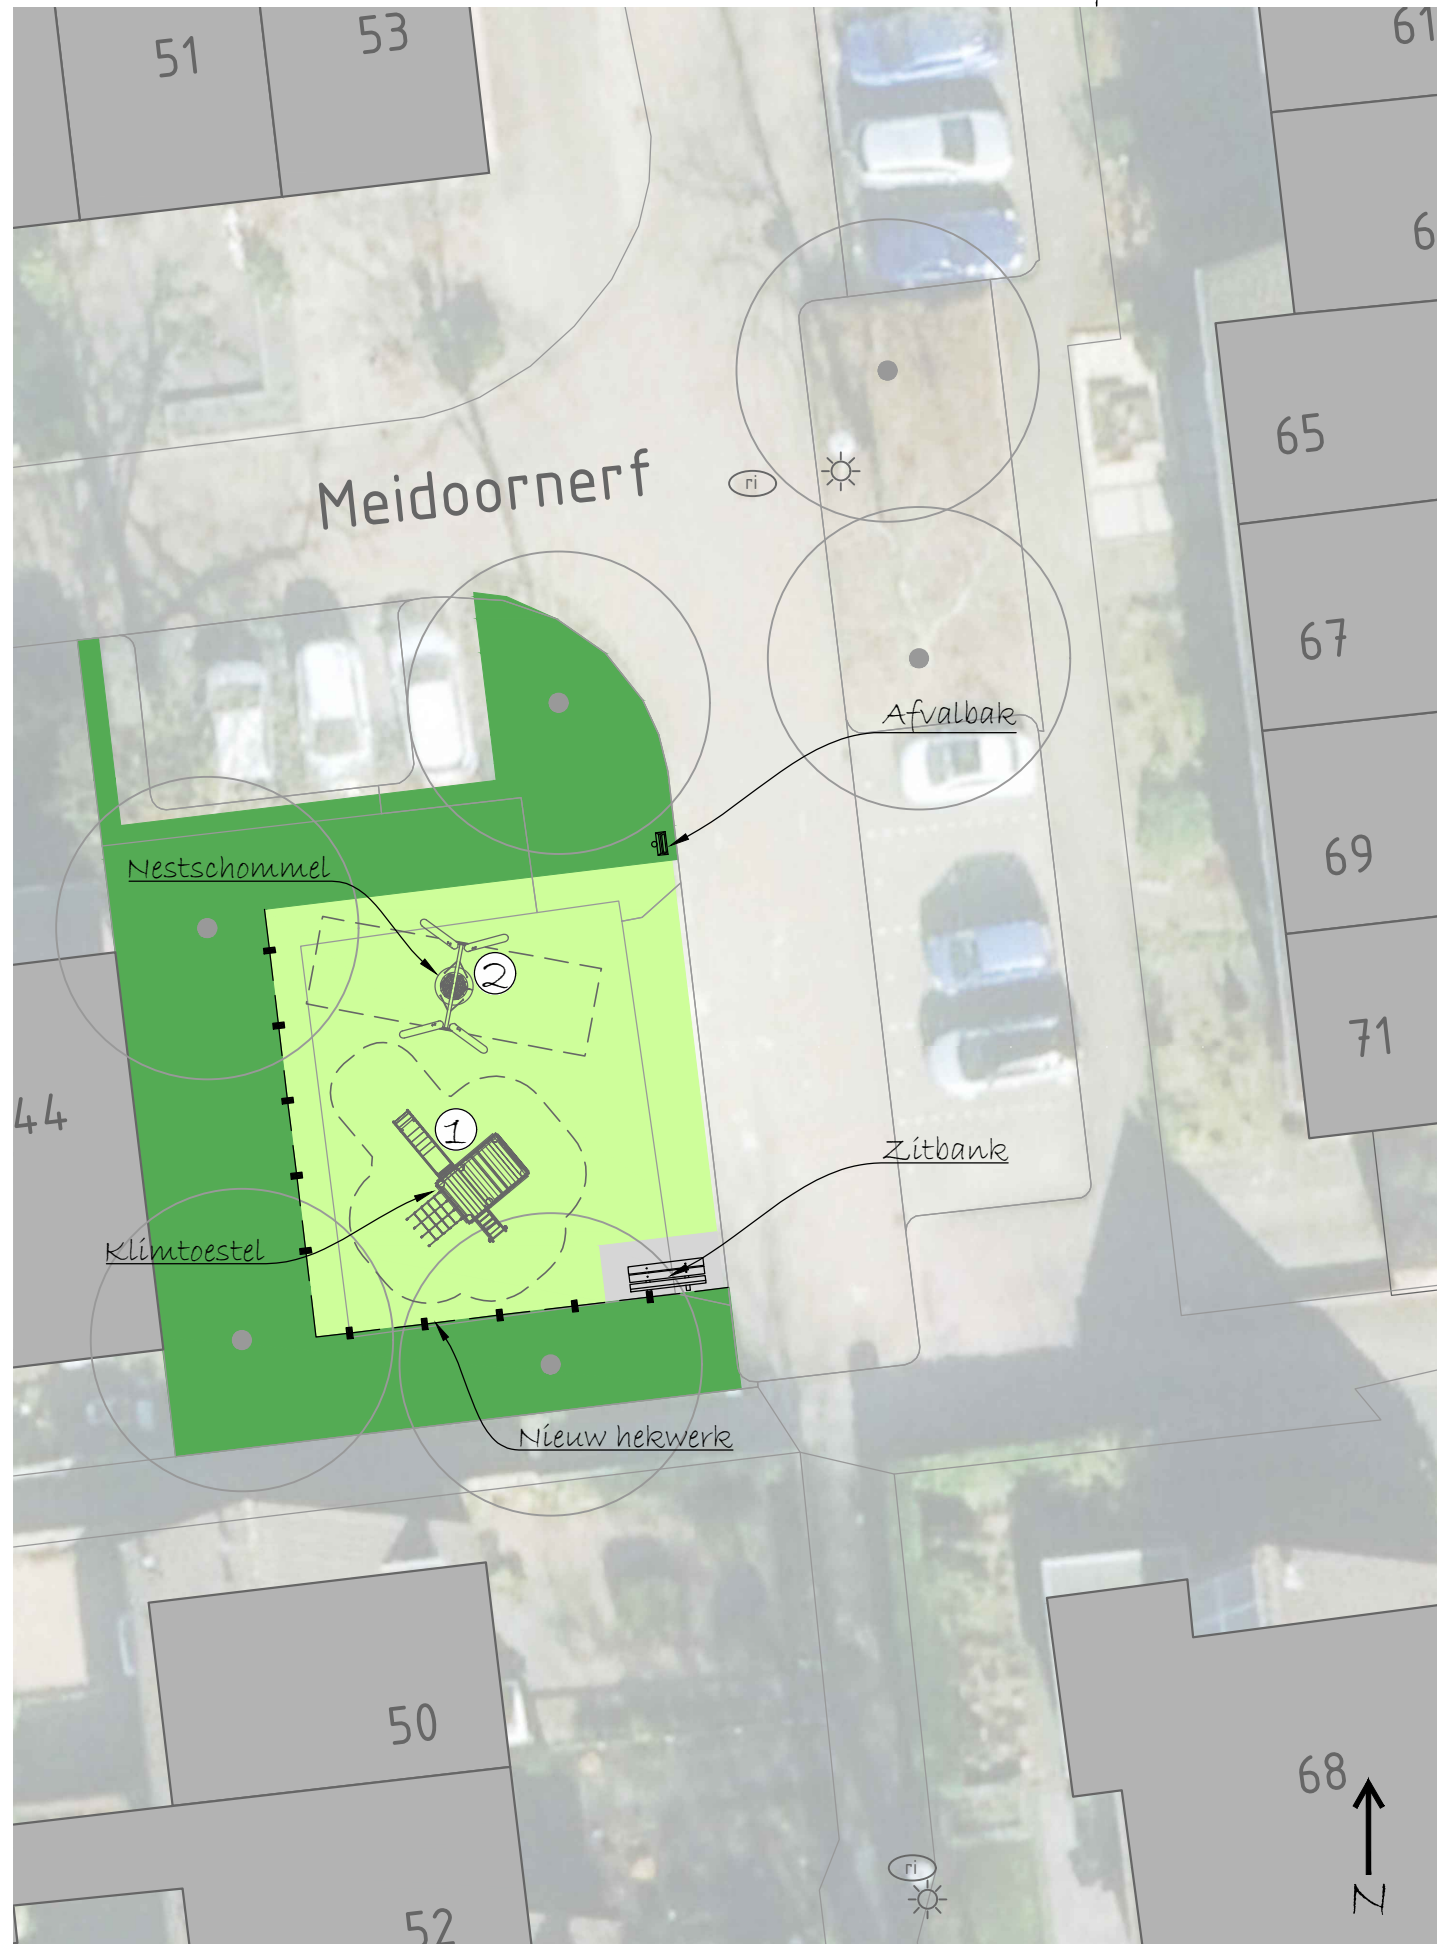 51
53
61
6
65
Meidoornerf
ri
67
Afvalbak
69
Nestschommel
2
71
44
1
Zitbank
Klimtoestel
Nieuw hekwerk
50
68
ri
N
52